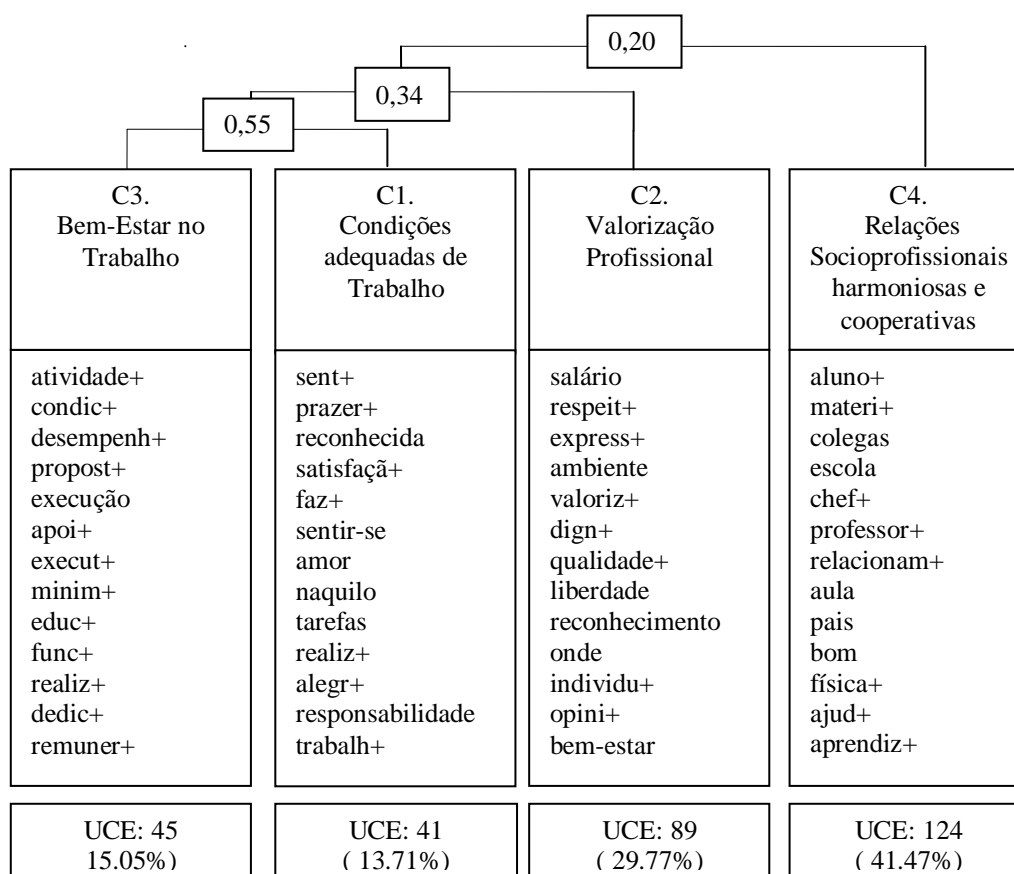 0,20
0,34
0,55
C3.
Bem-Estar no
Trabalho
C1.
Condições
adequadas de
Trabalho
C2.
Valorização
Profissional
C4.
Relações
Socioprofissionais
harmoniosas e
cooperativas
atividade+
condic+
desempenh+
propost+
execução
apoi+
execut+
minim+
educ+
func+
realiz+
dedic+
remuner+
sent+
prazer+
reconhecida
satisfaçã+
faz+
sentir-se
amor
naquilo
tarefas
realiz+
alegr+
responsabilidade
trabalh+
salário
respeit+
express+
ambiente
valoriz+
dign+
qualidade+
liberdade
reconhecimento
onde
individu+
opini+
bem-estar
aluno+
materi+
colegas
escola
chef+
professor+
relacionam+
aula
pais
bom
física+
ajud+
aprendiz+
UCE: 45
15.05%)
UCE: 41
( 13.71%)
UCE: 89
( 29.77%)
UCE: 124
( 41.47%)